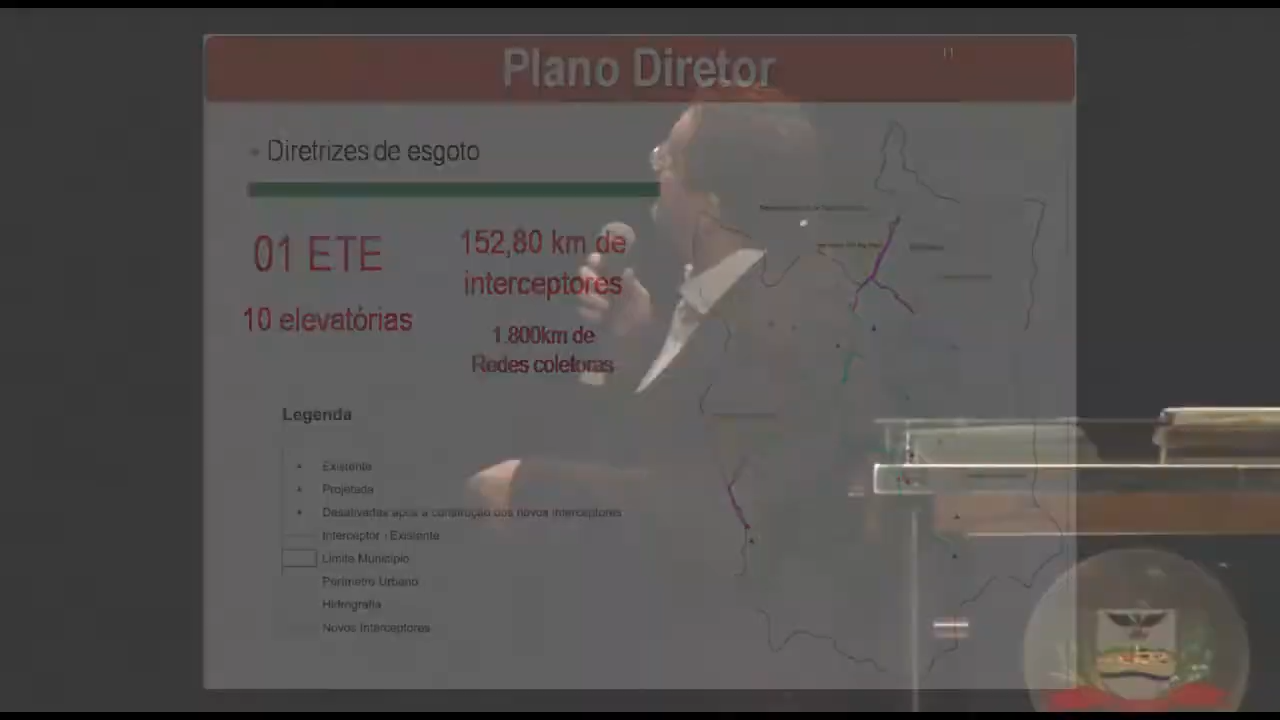 Plano Diretor
11
Diretrizes de esgoto
01 ETE
10 elevatórias
152,80 km de
interceptores
1.800km de
Redes coletoras
Legenda
Existente
Projetada
Desativadas após a construção dos novos interceptores
Interceptor - Existente
Limite Município
Perímetro Urbano
Hidrografia
Novos Interceptores